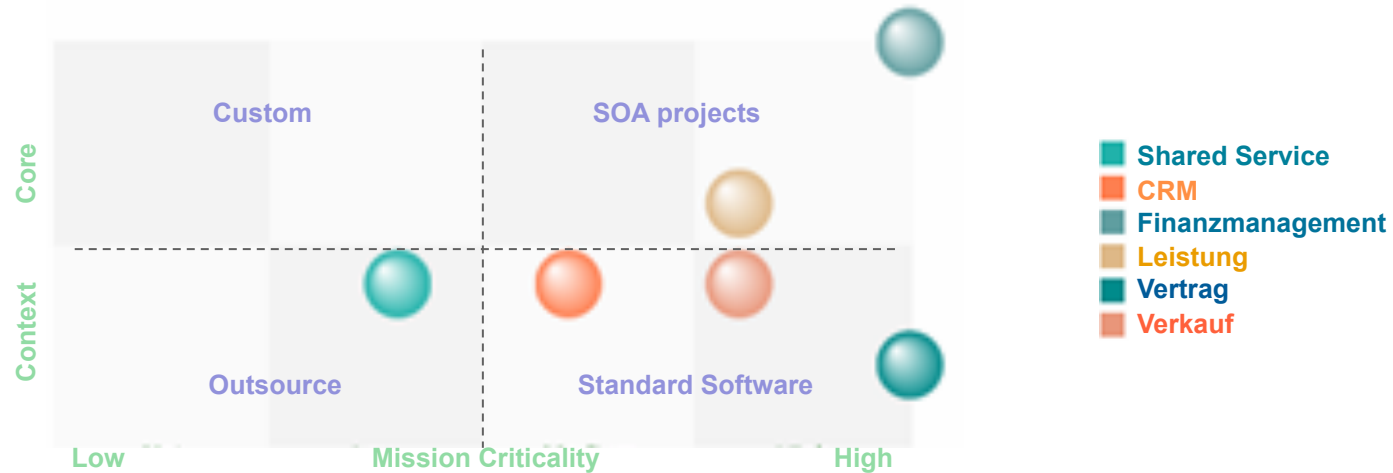 Custom
SOA projects
Core
Context
Outsource
Standard Software
Low
Mission Criticality
High
Shared Service
CRM
Finanzmanagement
Leistung
Vertrag
Verkauf